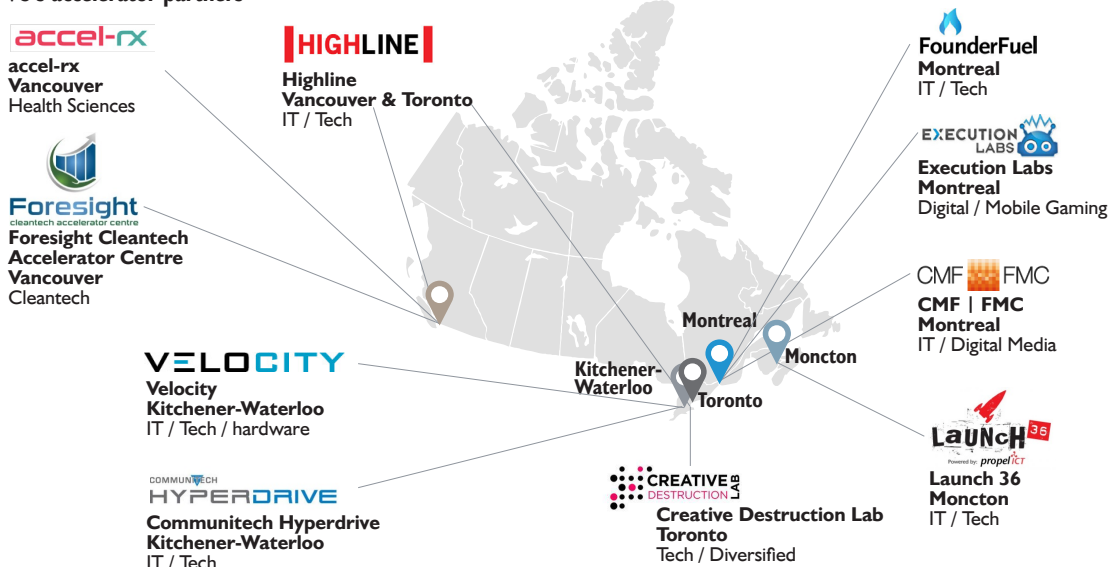 accelerator partners
accel-rx
accel-rx
Vancouver
Health Sciences
HIGHLINE
Highline
Vancouver & Toronto
IT / Tech
FounderFuel
Montreal
IT / Tech
Foresight
cleantech accelerator centre
Foresight Cleantech
Accelerator Centre
Vancouver
Cleantech
EXECUTION
LABS
Execution Labs
Montreal
Digital / Mobile Gaming
CMF FMC
CMF | FMC
Montreal
IT / Digital Media
Montreal
Moncton
Kitchener-
Waterloo
Toronto
VELOCITY
Velocity
Kitchener-Waterloo
IT / Tech / hardware
COMMUNITECH
HYPERDRIVE
Communitech Hyperdrive
Kitchener-Waterloo
IT / Tech
CREATIVE
DESTRUCTION
LAB
Creative Destruction Lab
Toronto
Tech / Diversified
LaUNcH 36
Powered by: propel ICT
Launch 36
Moncton
IT / Tech